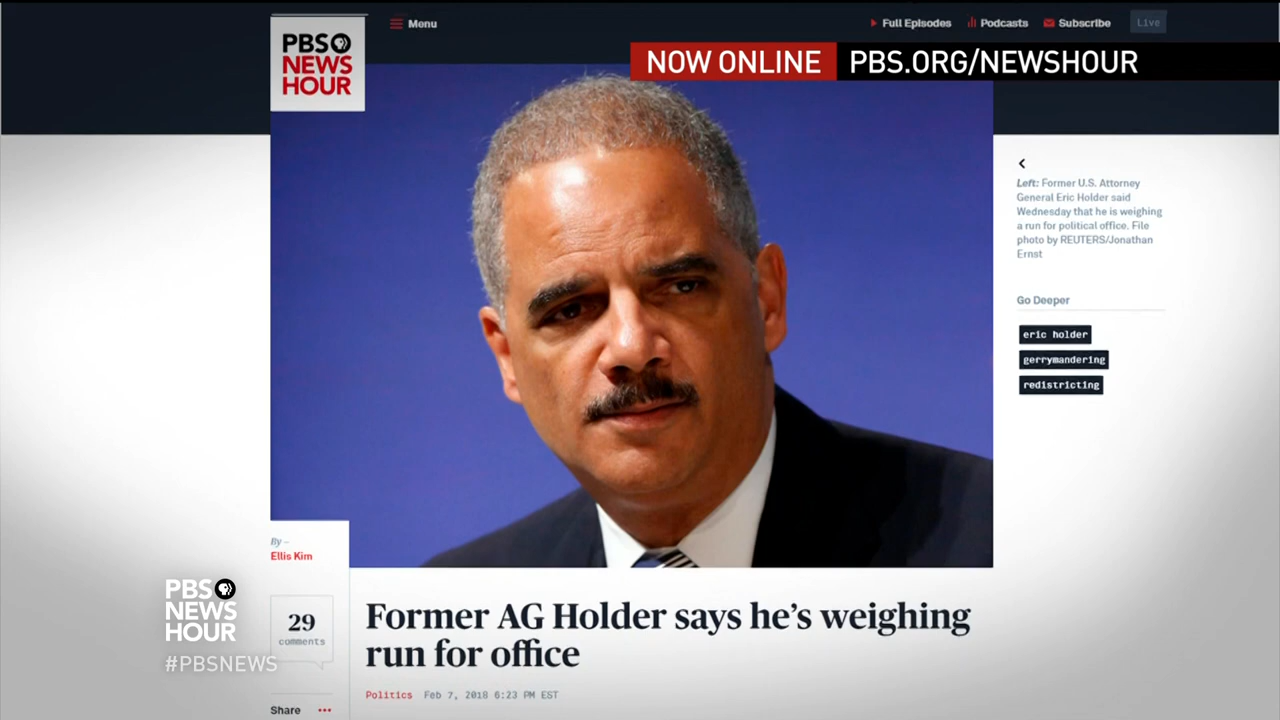 Menu
Full Episodes
Podcasts
Subscribe
Live
PBS
NEWS
HOUR
NOW ONLINE
PBS.ORG/NEWSHOUR
Left: Former U.S. Attorney
General Eric Holder said
Wednesday that he is weighing
a run for political office. File
photo by REUTERS/Jonathan
Ernst
Go Deeper
eric holder
gerrymandering
redistricting
By –
Ellis Kim
29
comments
Former AG Holder says he's weighing
run for office
Politics Feb 7, 2018 6:23 PM EST
Share
PBS
NEWS
HOUR
#PBSNEWS